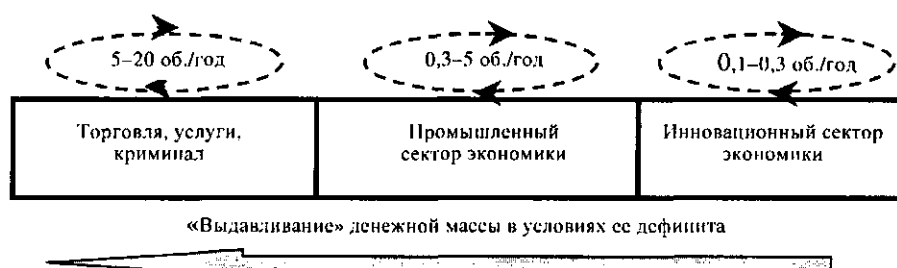 5–20 об./год
0,3–5 об./год
0,1–0,3 об./год
Торговля, услуги,
криминал
Промышленный
сектор экономики
Инновационный сектор
экономики
«Выдавливание» денежной массы в условиях ее дефицита